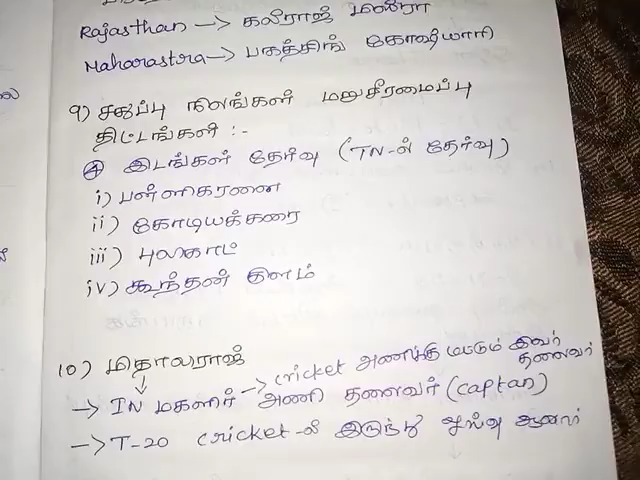 Rajasthan –> கல்ராஜ் மிஸ்ரா
Maharastra –> பகத்சிங் கோஷியாரி
9) சதுப்பு நிலங்கள் மறுசீரமைப்பு
திட்டங்கள் :-
④ இடங்கள் தேர்வு (TN-ல் தேர்வு)
i) பள்ளிகரணை
ii) கோடியக்கரை
iii) புலிகாட்
iv) கூந்தன் குளம்
10) மிதாலிராஜ்
–> cricket அணிக்கு மட்டும் இவர் தலைவர்
–> IN மகளிர் அணி தலைவர் (captan)
–> T-20 cricket-ல் இருந்து ஓய்வு ஆனார்